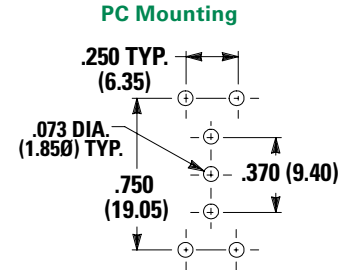 PC Mounting
.250 TYP.
(6.35)
.073 DIA.
(1.85Ø) TYP.
.370 (9.40)
.750
(19.05)